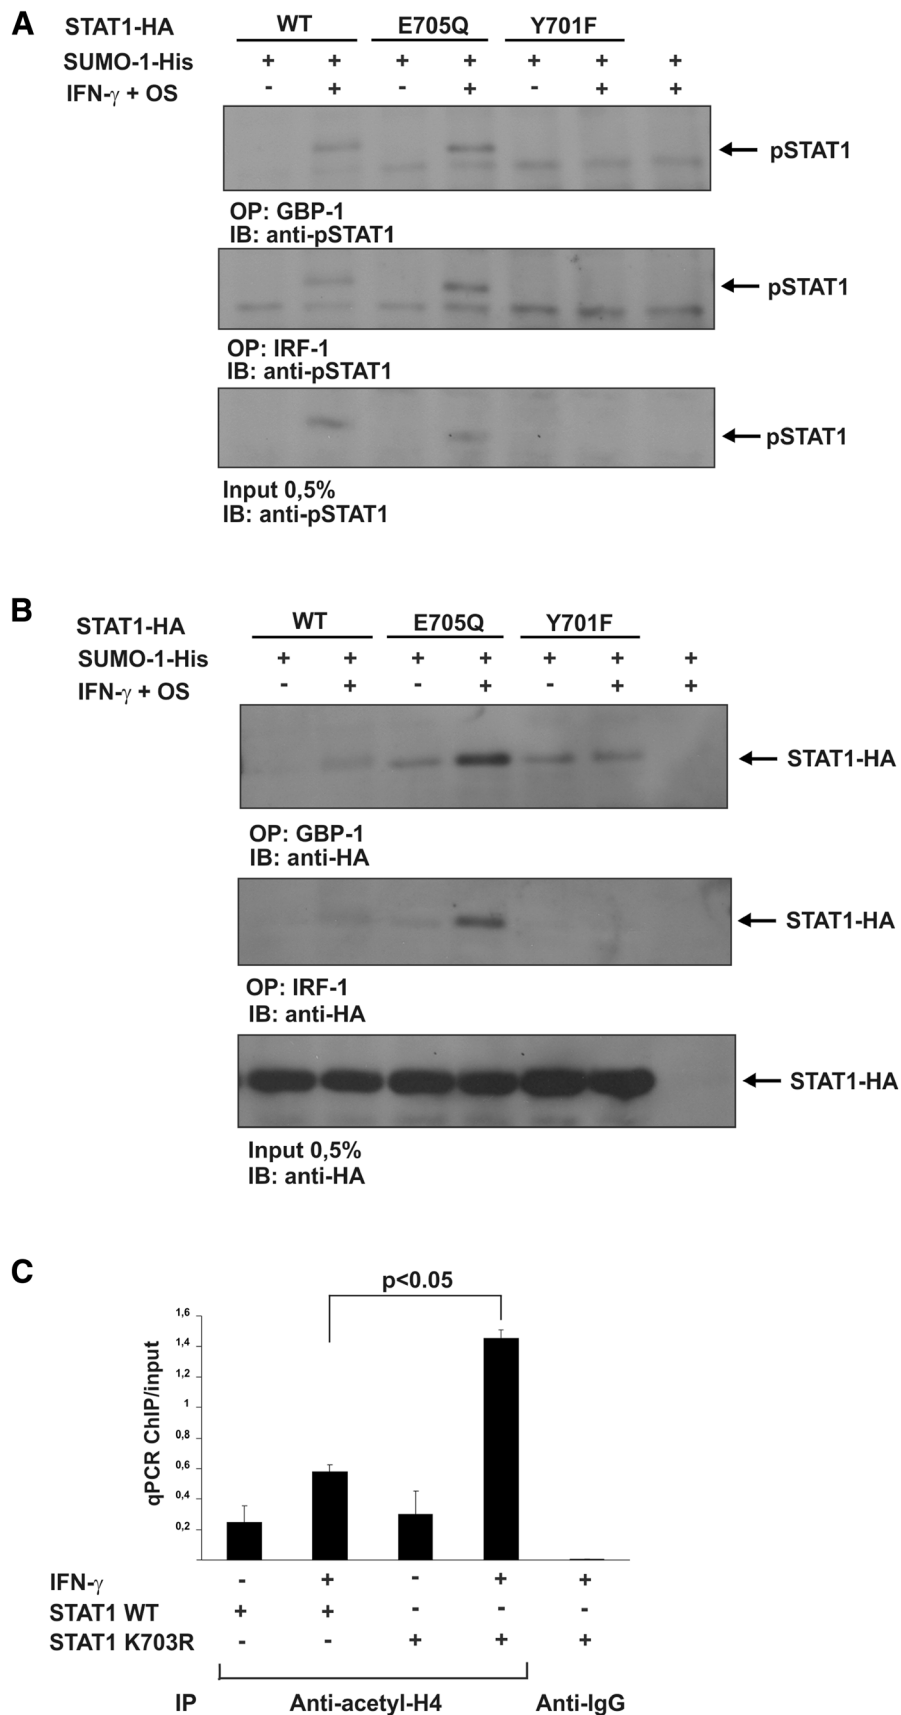 A
STAT1-HA WT E705Q Y701F
SUMO-1-His + + + + + + +
IFN-γ + OS - + - + - + +
pSTAT1
OP: GBP-1
IB: anti-pSTAT1
pSTAT1
OP: IRF-1
IB: anti-pSTAT1
pSTAT1
Input 0,5%
IB: anti-pSTAT1
B
STAT1-HA WT E705Q Y701F
SUMO-1-His + + + + + + +
IFN-γ + OS - + - + - + +
STAT1-HA
OP: GBP-1
IB: anti-HA
STAT1-HA
OP: IRF-1
IB: anti-HA
STAT1-HA
Input 0,5%
IB: anti-HA
C
p<0.05
qPCR ChIP/input
1,6
1,4
1,2
1
0,8
0,6
0,4
0,2
IFN-γ - + - + +
STAT1 WT + + - - -
STAT1 K703R - - + + +
IP Anti-acetyl-H4 Anti-IgG